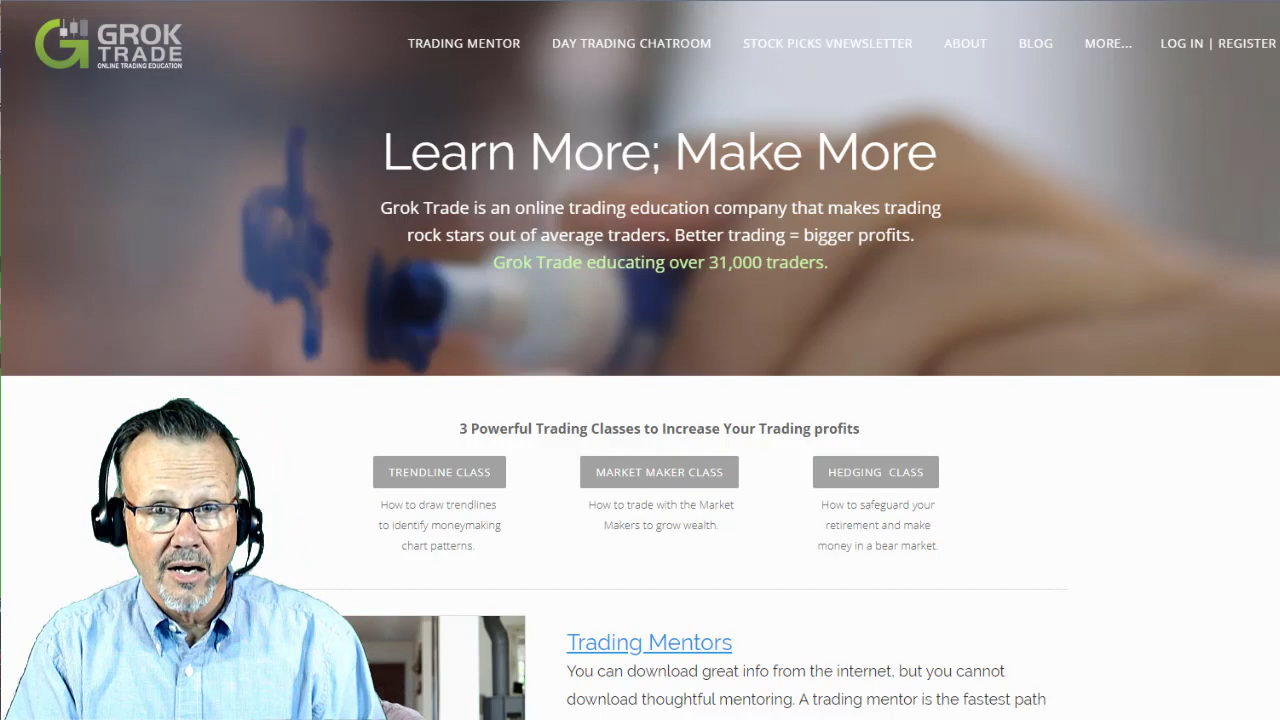 GROK
TRADE
ONLINE TRADING EDUCATION
TRADING MENTOR DAY TRADING CHATROOM STOCK PICKS VNEWSLETTER ABOUT BLOG MORE... LOG IN | REGISTER
Learn More; Make More
Grok Trade is an online trading education company that makes trading
rock stars out of average traders. Better trading = bigger profits.
Grok Trade educating over 31,000 traders.
3 Powerful Trading Classes to Increase Your Trading profits
TRENDLINE CLASS MARKET MAKER CLASS HEDGING CLASS
How to draw trendlines
to identify moneymaking
chart patterns.
How to trade with the Market
Makers to grow wealth.
How to safeguard your
retirement and make
money in a bear market.
Trading Mentors
You can download great info from the internet, but you cannot
download thoughtful mentoring. A trading mentor is the fastest path